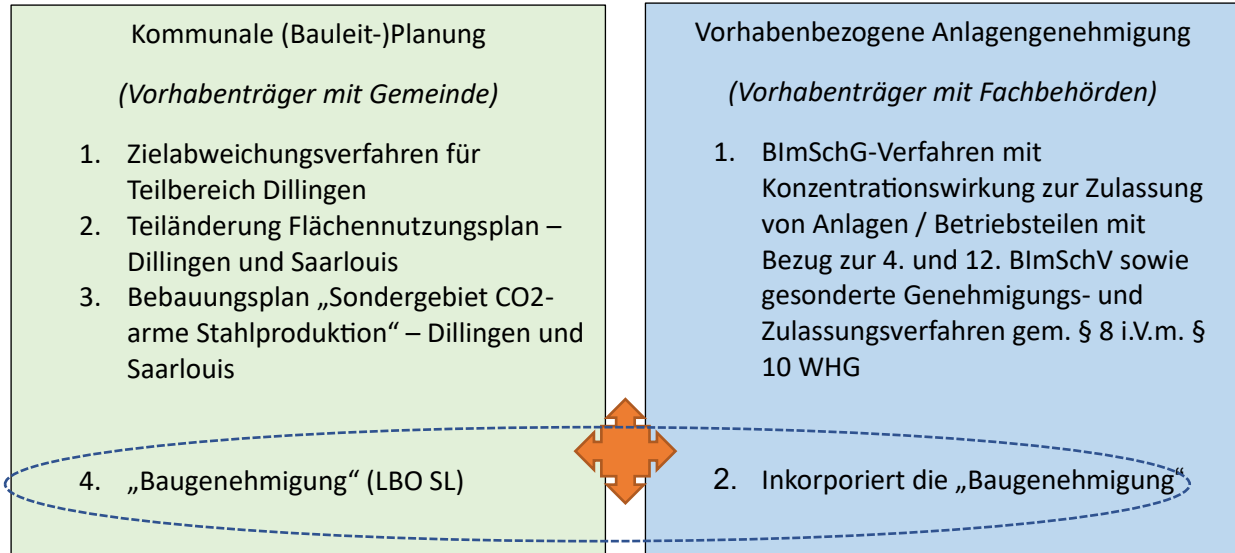 Kommunale (Bauleit-)Planung
(Vorhabenträger mit Gemeinde)
1. Zielabweichungsverfahren für
Teilbereich Dillingen
2. Teiländerung Flächennutzungsplan –
Dillingen und Saarlouis
3. Bebauungsplan „Sondergebiet CO2-
arme Stahlproduktion“ – Dillingen und
Saarlouis
4. „Baugenehmigung“ (LBO SL)
Vorhabenbezogene Anlagengenehmigung
(Vorhabenträger mit Fachbehörden)
1. BImSchG-Verfahren mit
Konzentrationswirkung zur Zulassung
von Anlagen / Betriebsteilen mit
Bezug zur 4. und 12. BImSchV sowie
gesonderte Genehmigungs- und
Zulassungsverfahren gem. § 8 i.V.m. §
10 WHG
2. Inkorporiert die „Baugenehmigung“